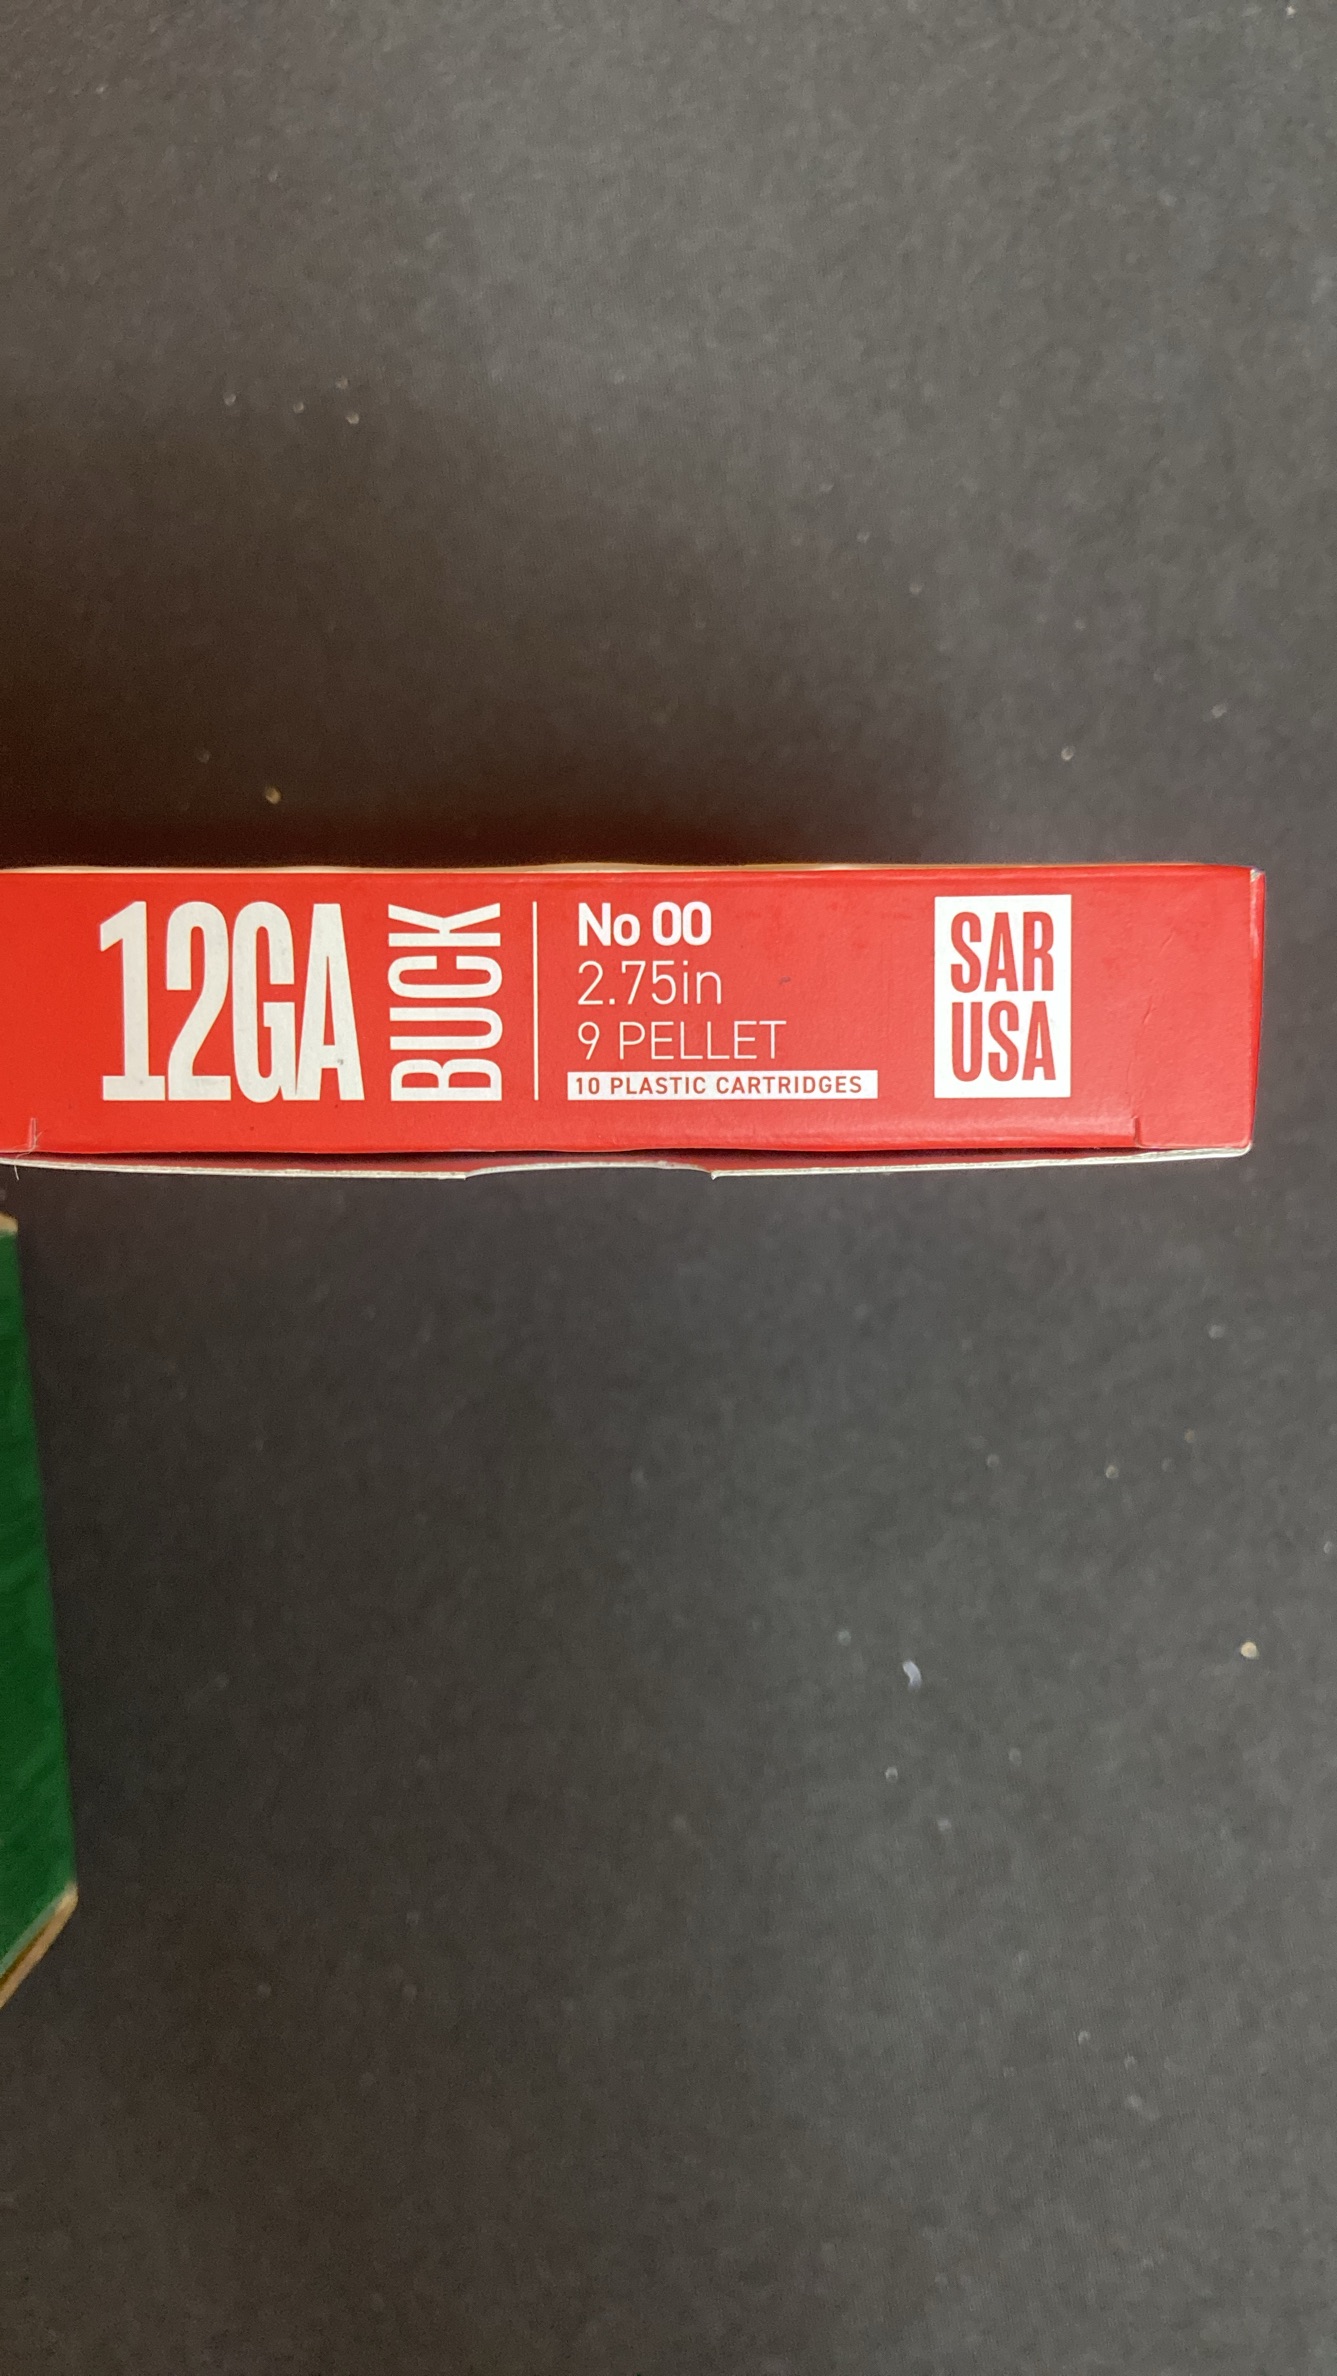 12GA
BUCK
No 00
2.75in
9 PELLET
10 PLASTIC CARTRIDGES
SAR
USA